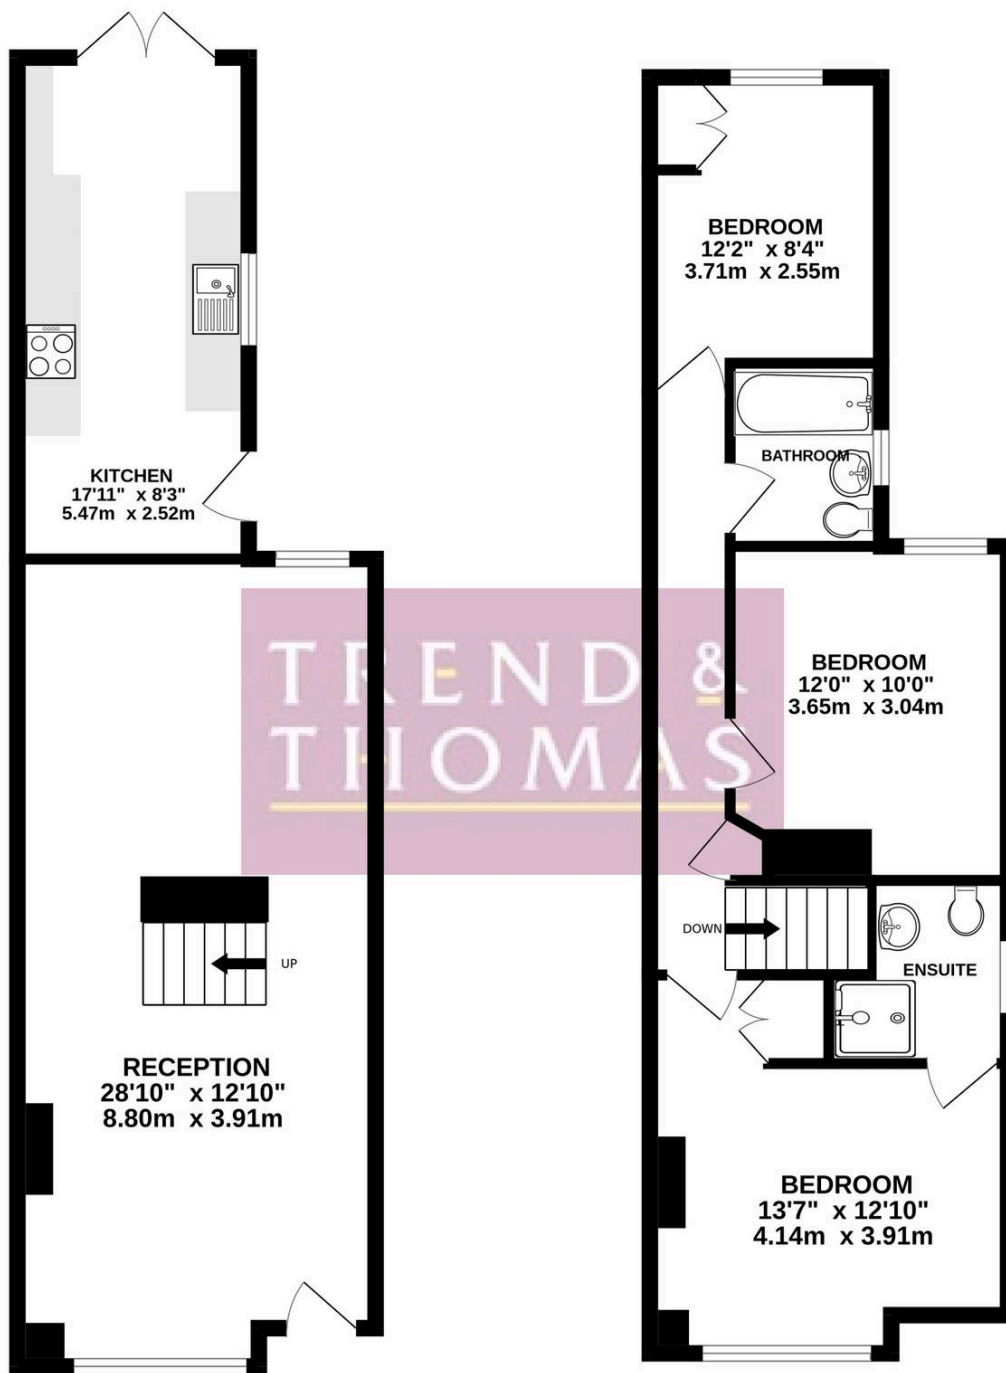 BEDROOM
12'2" x 8'4"
3.71m x 2.55m
BATHROOM
KITCHEN
17'11" x 8'3"
5.47m x 2.52m
TREND &
THOMAS
BEDROOM
12'0" x 10'0"
3.65m x 3.04m
DOWN
UP
ENSUITE
RECEPTION
28'10" x 12'10"
8.80m x 3.91m
BEDROOM
13'7" x 12'10"
4.14m x 3.91m